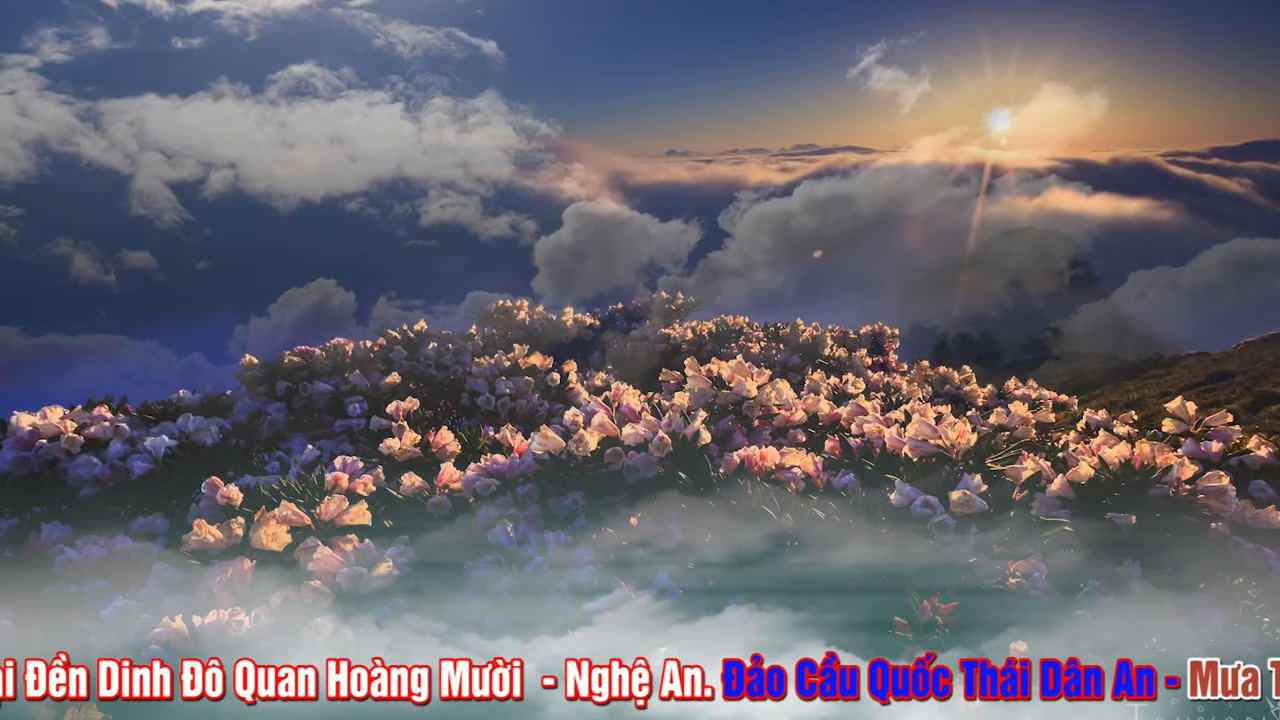 Đền Dinh Đô Quan Hoàng Mười - Nghệ An. Đảo Cầu Quốc Thái Dân An - Mưa